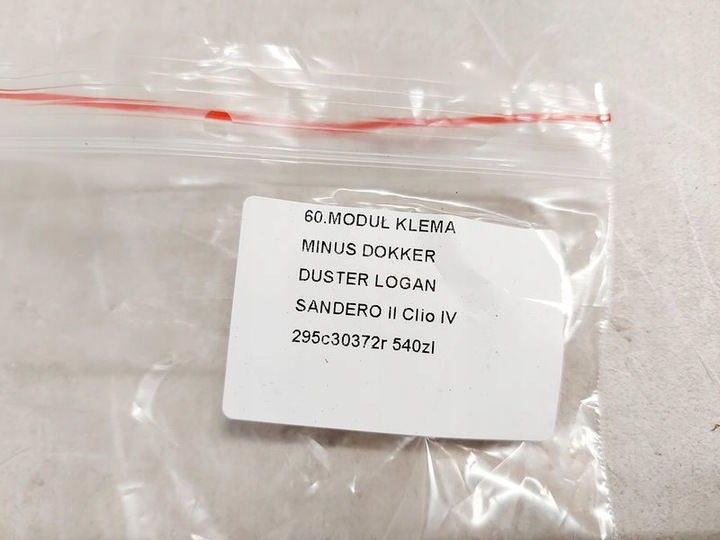 60.MODUŁ KLEMA
MINUS DOKKER
DUSTER LOGAN
SANDERO iI Clio IV
295c30372r 540zl